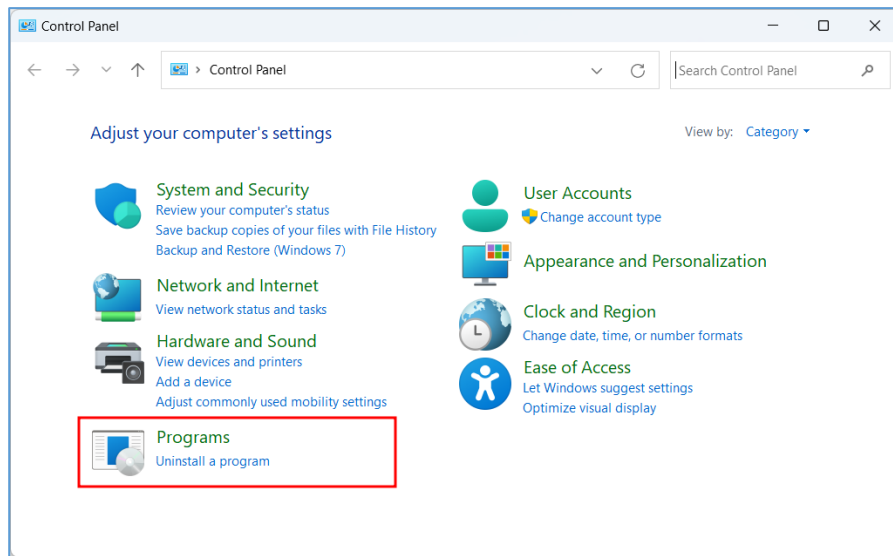 Control Panel
Control Panel
Search Control Panel
Adjust your computer's settings
View by: Category
System and Security
Review your computer's status
Save backup copies of your files with File History
Backup and Restore (Windows 7)
Network and Internet
View network status and tasks
Hardware and Sound
View devices and printers
Add a device
Adjust commonly used mobility settings
Programs
Uninstall a program
User Accounts
Change account type
Appearance and Personalization
Clock and Region
Change date, time, or number formats
Ease of Access
Let Windows suggest settings
Optimize visual display